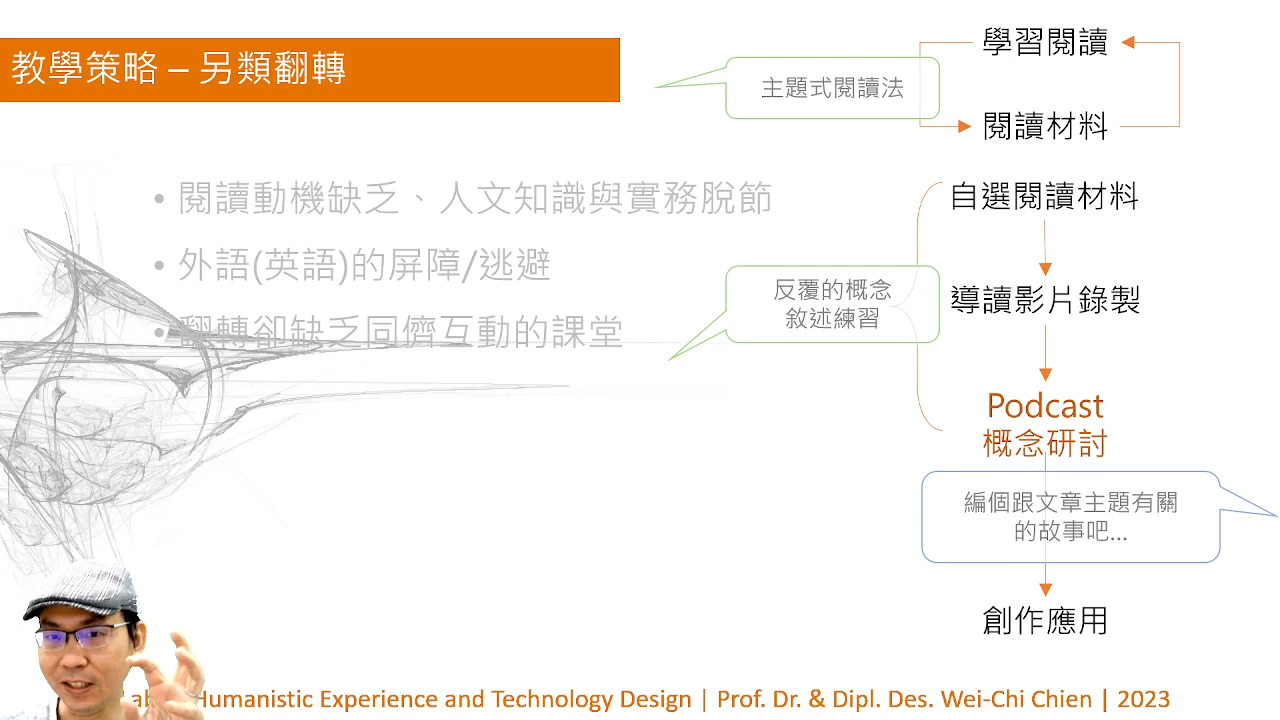 教學策略 – 另類翻轉
• 閱讀動機缺乏、人文知識與實務脫節
• 外語(英語)的屏障/逃避
• 翻轉卻缺乏同儕互動的課堂
學習閱讀
主題式閱讀法
閱讀材料
自選閱讀材料
反覆的概念
敘述練習
導讀影片錄製
Podcast
概念研討
編個跟文章主題有關
的故事吧...
創作應用
Humanistic Experience and Technology Design | Prof. Dr. & Dipl. Des. Wei-Chi Chien | 2023